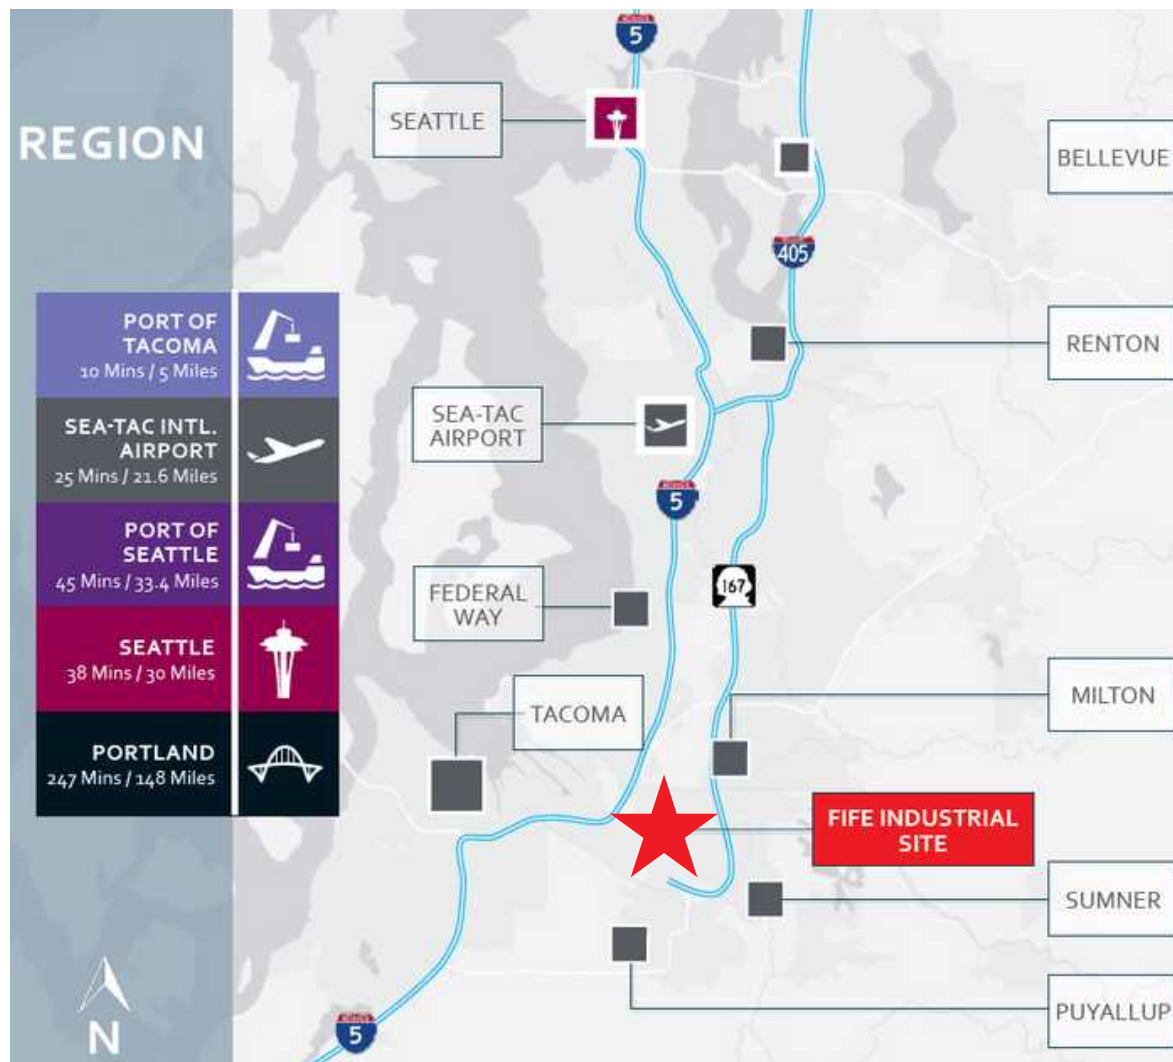 REGION
PORT OF
TACOMA
10 Mins / 5 Miles
SEA-TAC INTL.
AIRPORT
25 Mins / 21.6 Miles
PORT OF
SEATTLE
45 Mins / 33.4 Miles
SEATTLE
38 Mins / 30 Miles
PORTLAND
247 Mins / 148 Miles
N
5
SEATTLE
BELLEVUE
405
RENTON
SEA-TAC
AIRPORT
5
167
FEDERAL
WAY
TACOMA
MILTON
FIFE INDUSTRIAL
SITE
SUMNER
PUYALLUP
5